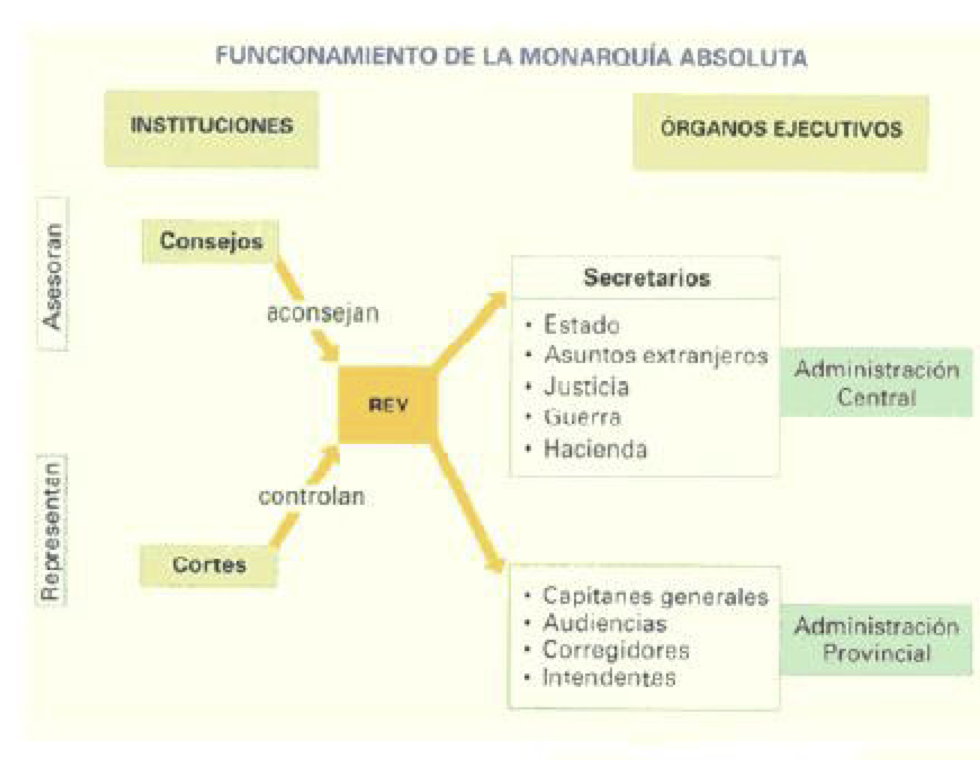 FUNCIONAMIENTO DE LA MONARQUÍA ABSOLUTA
INSTITUCIONES
ÓRGANOS EJECUTIVOS
Asesoran
Consejos
aconsejan
REY
Secretarios
• Estado
• Asuntos extranjeros
• Justicia
• Guerra
• Hacienda
Administración
Central
Representan
controlan
Cortes
• Capitanes generales
• Audiencias
• Corregidores
• Intendentes
Administración
Provincial